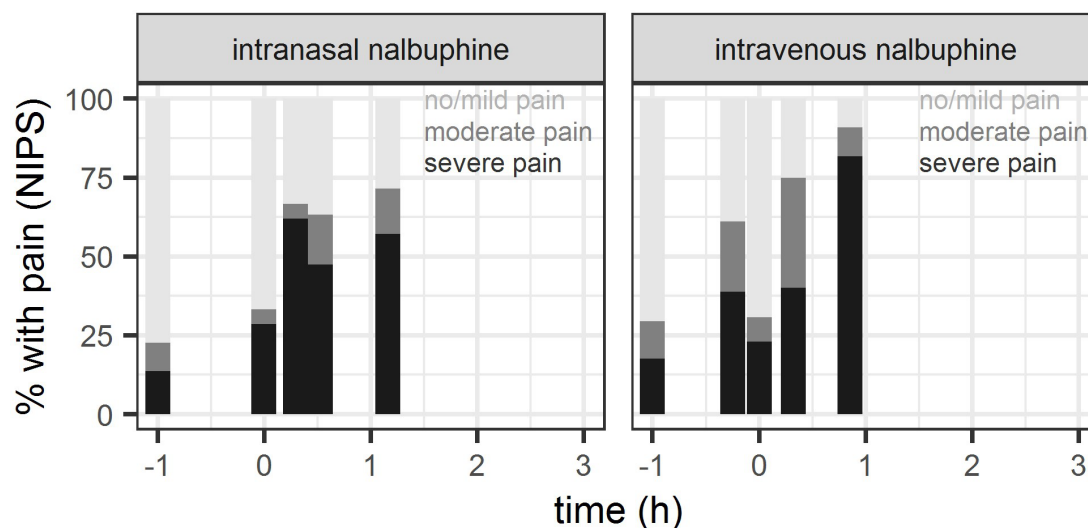 intranasal nalbuphine
intravenous nalbuphine
% with pain (NIPS)
100
75
50
25
0
no/mild pain
moderate pain
severe pain
no/mild pain
moderate pain
severe pain
-1 0 1 2 3
-1 0 1 2 3
time (h)